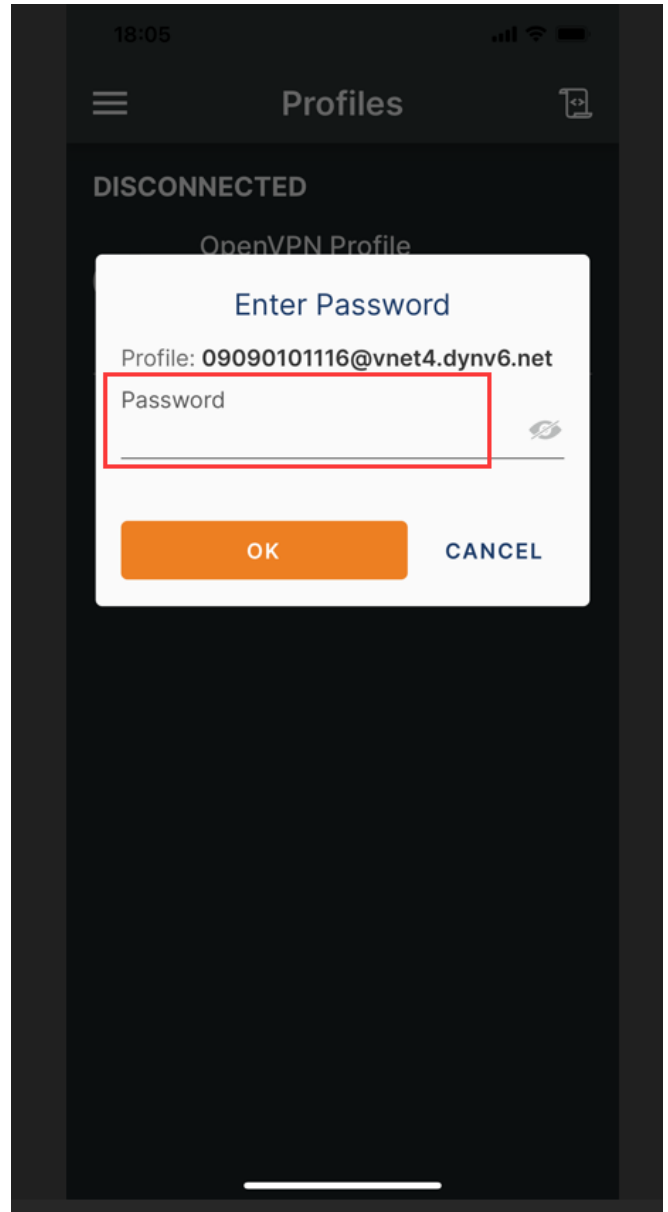 18:05
Profiles
DISCONNECTED
OpenVPN Profile
Enter Password
Profile: 09090101116@vnet4.dynv6.net
Password
OK CANCEL